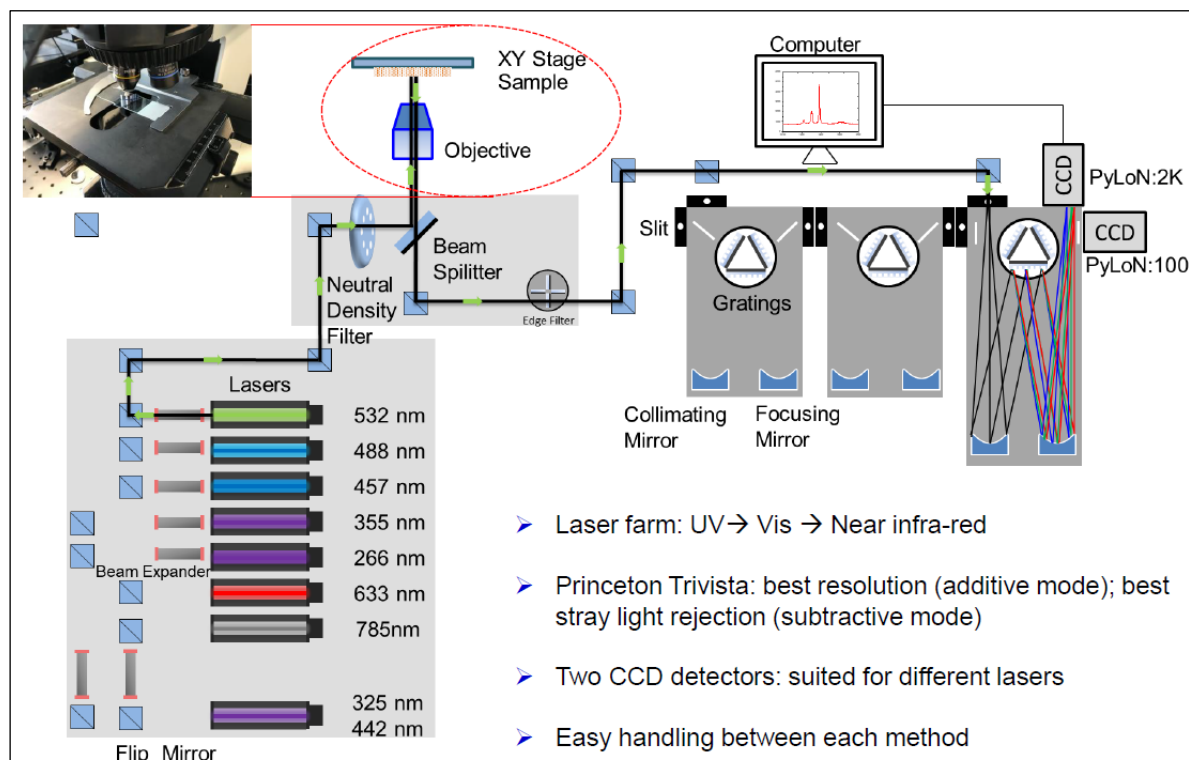 Computer
XY Stage
Sample
Objective
CCD
PyLoN:2K
Slit
CCD
PyLoN:100
Beam
Spilitter
Neutral
Density
Filter
Edge Filter
Gratings
Lasers
Collimating
Mirror
Focusing
Mirror
532 nm
488 nm
457 nm
355 nm
266 nm
Beam Expander
633 nm
785nm
325 nm
442 nm
Flip Mirror
➢ Laser farm: UV→ Vis → Near infra-red
➢ Princeton Trivista: best resolution (additive mode); best
stray light rejection (subtractive mode)
➢ Two CCD detectors: suited for different lasers
➢ Easy handling between each method